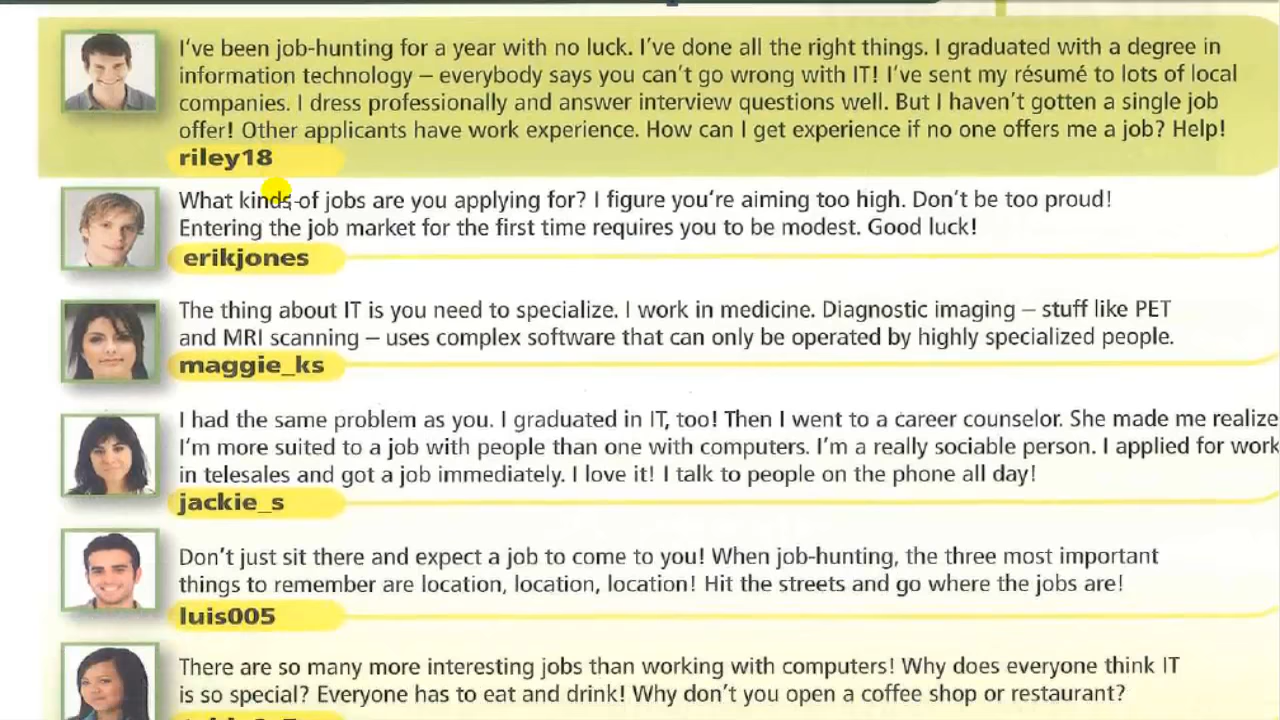 I've been job-hunting for a year with no luck. I've done all the right things. I graduated with a degree in
information technology – everybody says you can't go wrong with IT! I've sent my résumé to lots of local
companies. I dress professionally and answer interview questions well. But I haven't gotten a single job
offer! Other applicants have work experience. How can I get experience if no one offers me a job? Help!
riley18
What kinds of jobs are you applying for? I figure you're aiming too high. Don't be too proud!
Entering the job market for the first time requires you to be modest. Good luck!
erikjones
The thing about IT is you need to specialize. I work in medicine. Diagnostic imaging – stuff like PET
and MRI scanning – uses complex software that can only be operated by highly specialized people.
maggie_ks
I had the same problem as you. I graduated in IT, too! Then I went to a career counselor. She made me realize
I'm more suited to a job with people than one with computers. I'm a really sociable person. I applied for work
in telesales and got a job immediately. I love it! I talk to people on the phone all day!
jackie_s
Don't just sit there and expect a job to come to you! When job-hunting, the three most important
things to remember are location, location, location! Hit the streets and go where the jobs are!
luis005
There are so many more interesting jobs than working with computers! Why does everyone think IT
is so special? Everyone has to eat and drink! Why don't you open a coffee shop or restaurant?